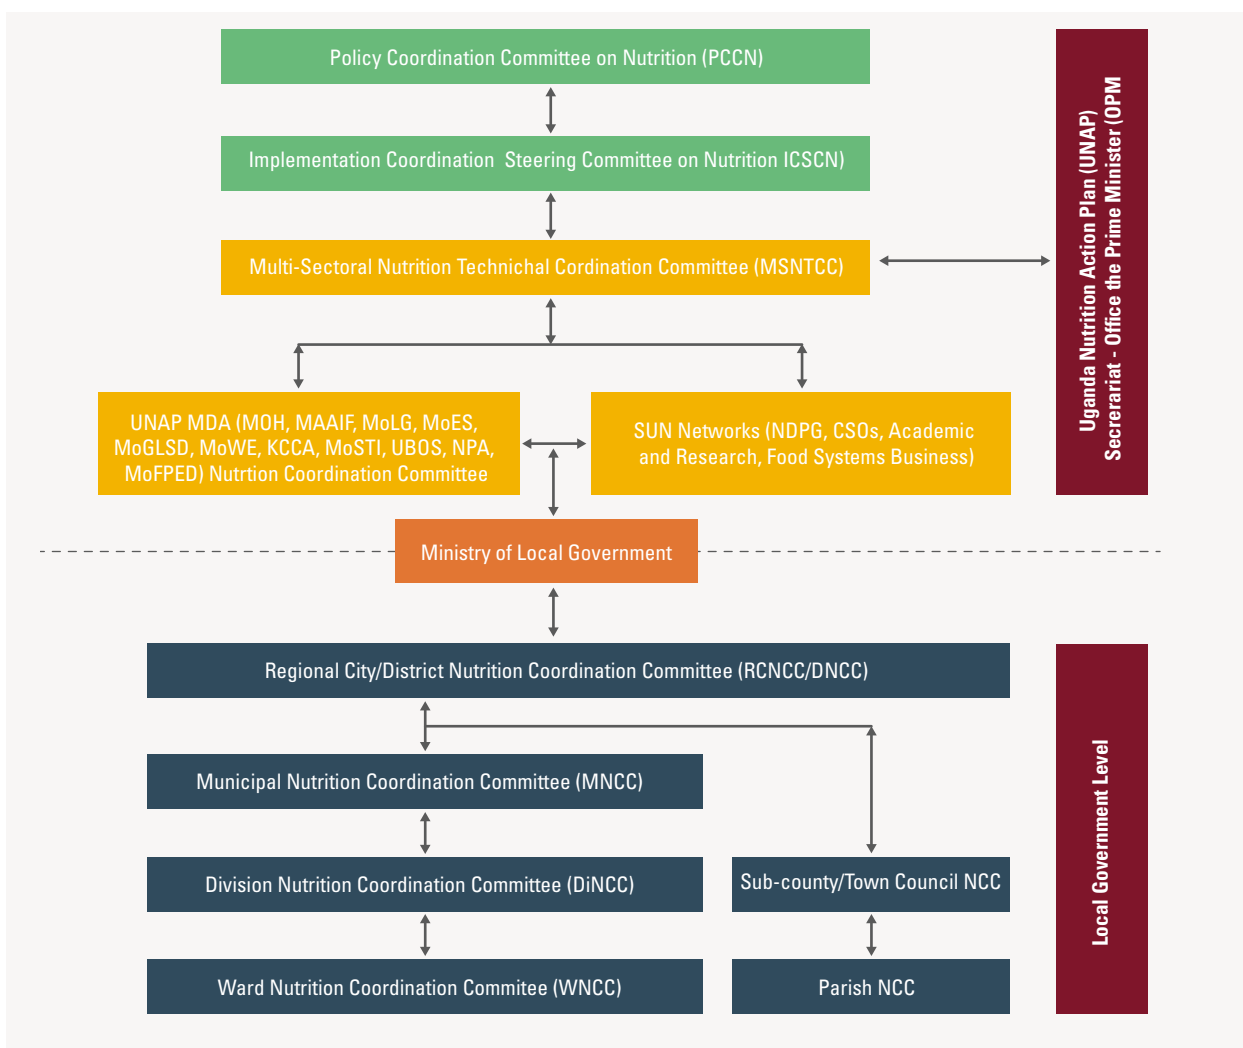 Policy Coordination Committee on Nutrition (PCCN)
Implementation Coordination  Steering Committee on Nutrition ICSCN)
Multi-Sectoral Nutrition Technichal Cordination Committee (MSNTCC)
Uganda Nutrition Action Plan (UNAP)
Secrerariat - Office the Prime Minister (OPM
UNAP MDA (MOH, MAAIF, MoLG, MoES,
MoGLSD, MoWE, KCCA, MoSTI, UBOS, NPA,
MoFPED) Nutrtion Coordination Committee
SUN Networks (NDPG, CSOs, Academic
and Research, Food Systems Business)
Ministry of Local Government
Regional City/District Nutrition Coordination Committee (RCNCC/DNCC)
Municipal Nutrition Coordination Committee (MNCC)
Division Nutrition Coordination Committee (DiNCC)
Sub-county/Town Council NCC
Ward Nutrition Coordination Commitee (WNCC)
Parish NCC
Local Government Level